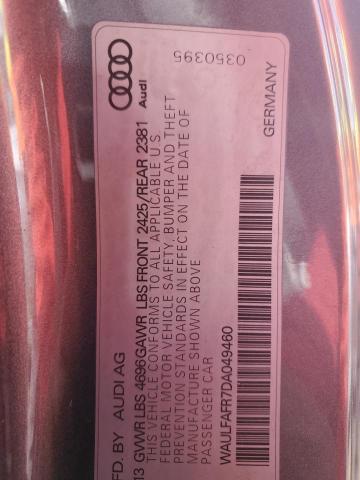 0350395
GERMANY
Audi
MFD. BY AUDI AG
13 GVWR LBS 4696 GAWR LBS FRONT 2425/REAR 2381
THIS VEHICLE CONFORMS TO ALL APPLICABLE U.S.
FEDERAL MOTOR VEHICLE SAFETY, BUMPER AND THEFT
PREVENTION STANDARDS IN EFFECT ON THE DATE OF
MANUFACTURE SHOWN ABOVE
PASSENGER CAR
WAULFAFR7DA049460